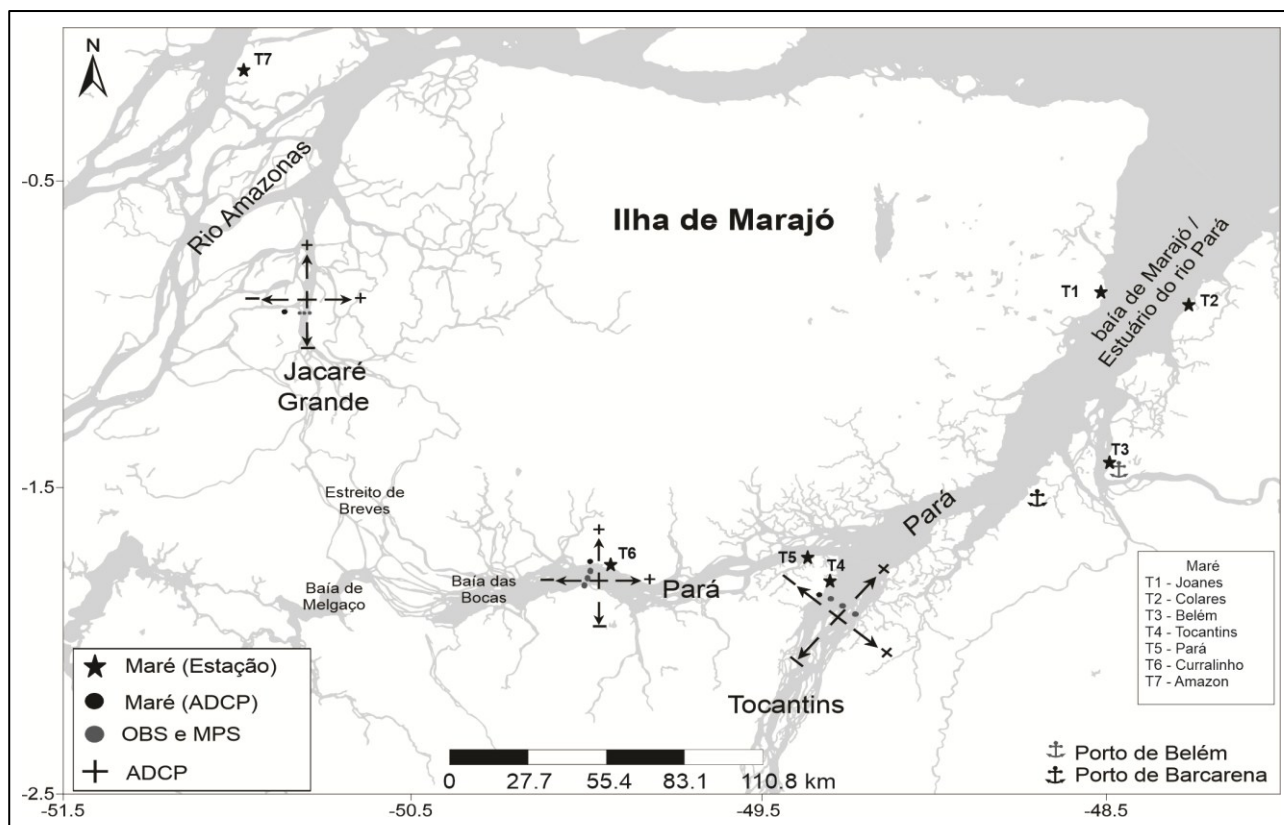 N
T7
-0.5
Rio Amazonas
Ilha de Marajó
baía de Marajó /
Estuário do rio Pará
T1
T2
+
− +
−
Jacaré
Grande
T3
-1.5
Estreito de
Breves
Pará
+
T6
T5
T4
Baía das
Bocas
− +
Pará
Baía de
Melgaço
−
− +
− +
Tocantins
Maré
T1 - Joanes
T2 - Colares
T3 - Belém
T4 - Tocantins
T5 - Pará
T6 - Curralinho
T7 - Amazon
Maré (Estação)
Maré (ADCP)
OBS e MPS
ADCP
0 27.7 55.4 83.1 110.8 km
Porto de Belém
Porto de Barcarena
-2.5
-51.5 -50.5 -49.5 -48.5